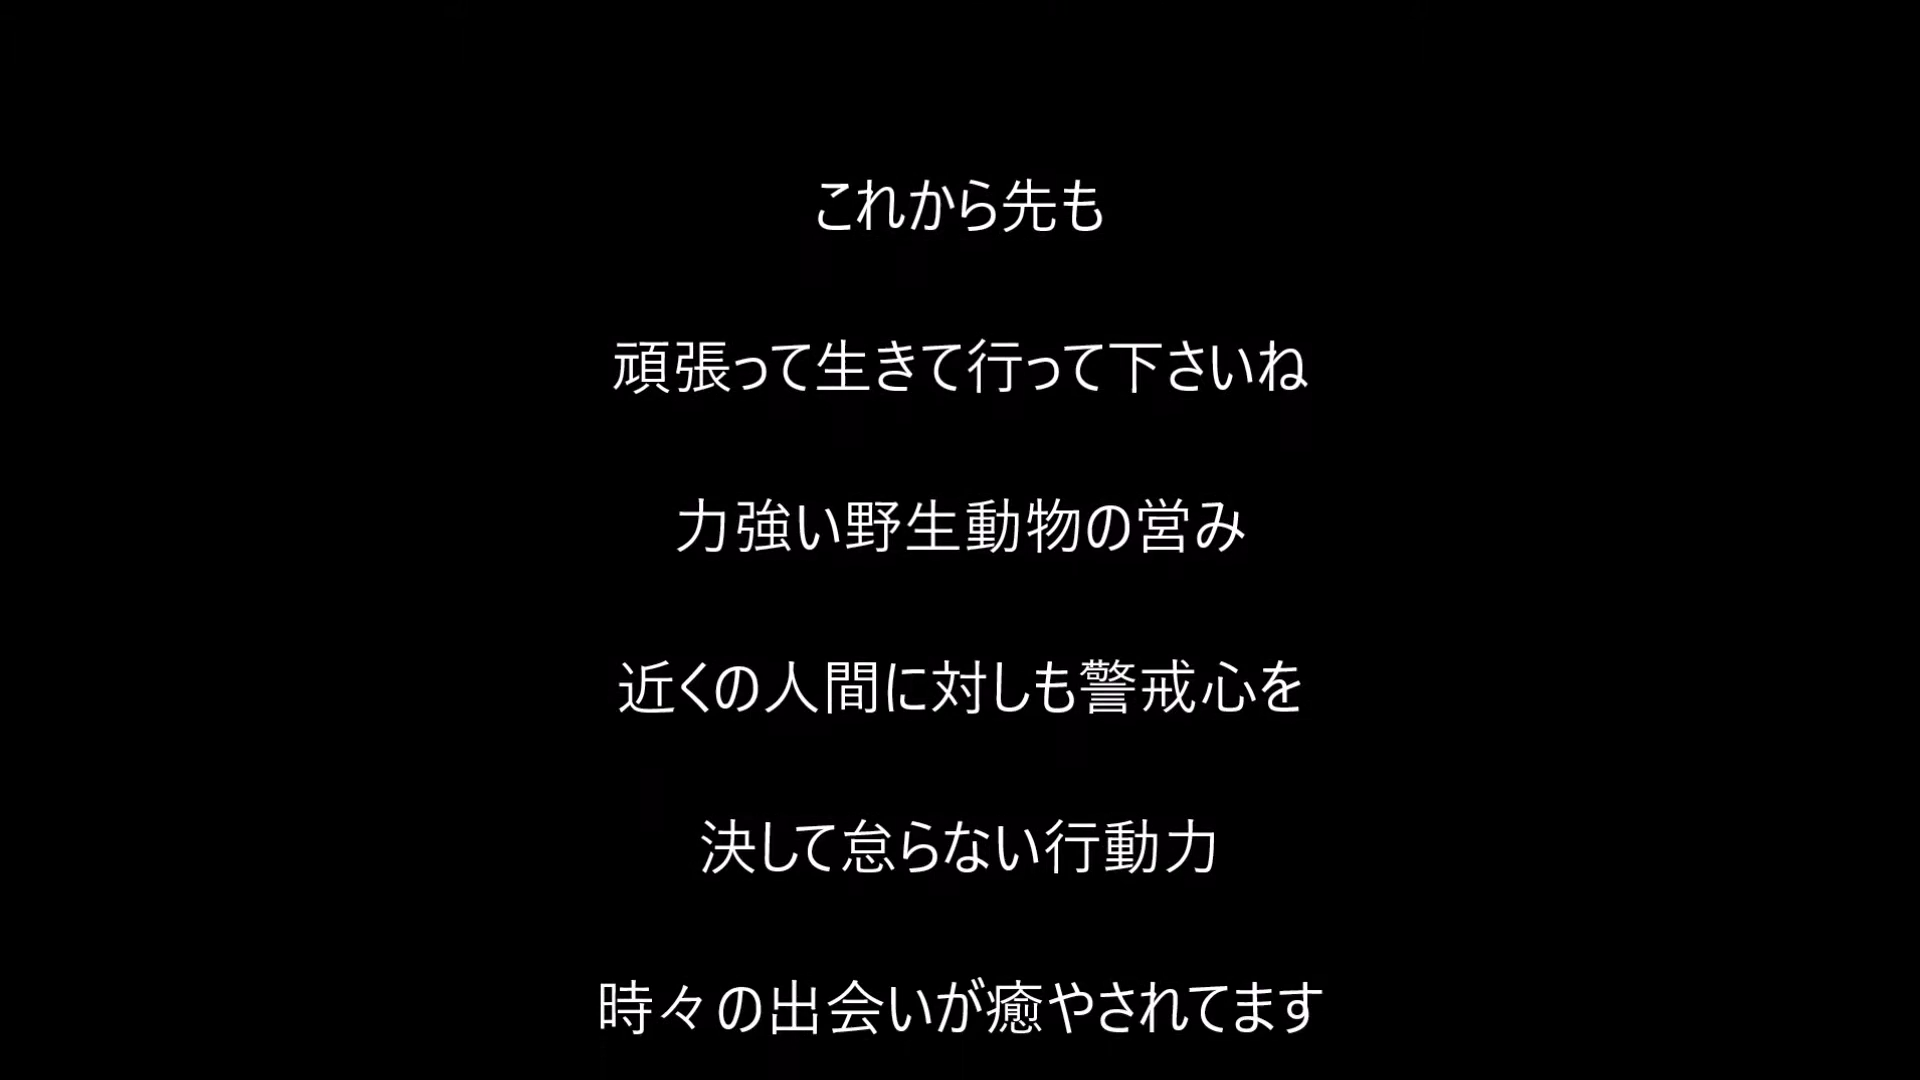 これから先も
頑張って生きて行って下さいね
力強い野生動物の営み
近くの人間に対しも警戒心を
決して怠らない行動力
時々の出会いが癒やされてます